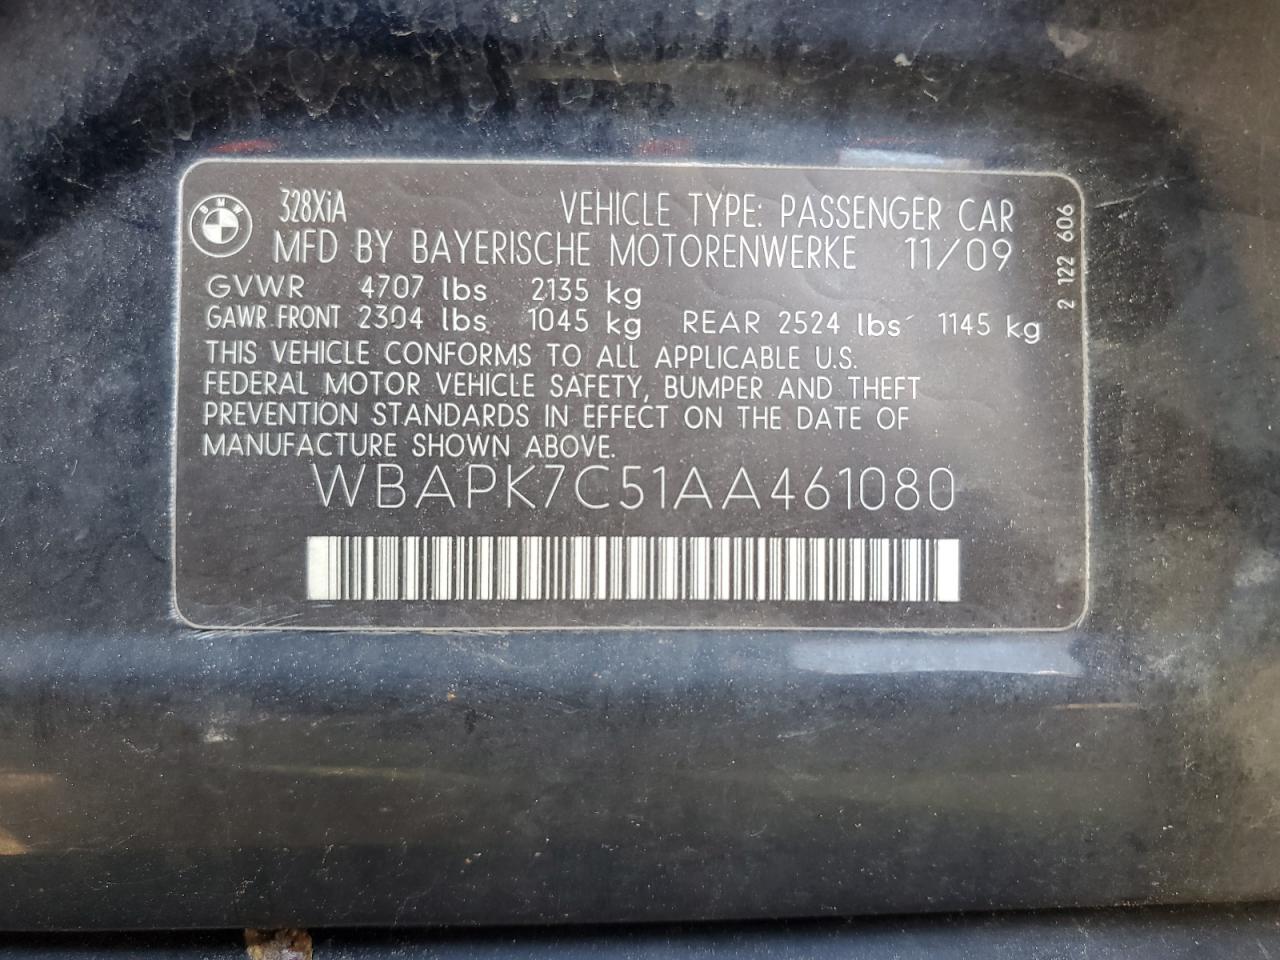 BMW
328XiA
VEHICLE TYPE: PASSENGER CAR
MFD BY BAYERISCHE MOTORENWERKE 11/09
GVWR 4707 lbs 2135 kg
GAWR FRONT 2304 lbs 1045 kg REAR 2524 lbs 1145 kg
THIS VEHICLE CONFORMS TO ALL APPLICABLE U.S.
FEDERAL MOTOR VEHICLE SAFETY, BUMPER AND THEFT
PREVENTION STANDARDS IN EFFECT ON THE DATE OF
MANUFACTURE SHOWN ABOVE.
WBAPK7C51AA461080
2 122 606